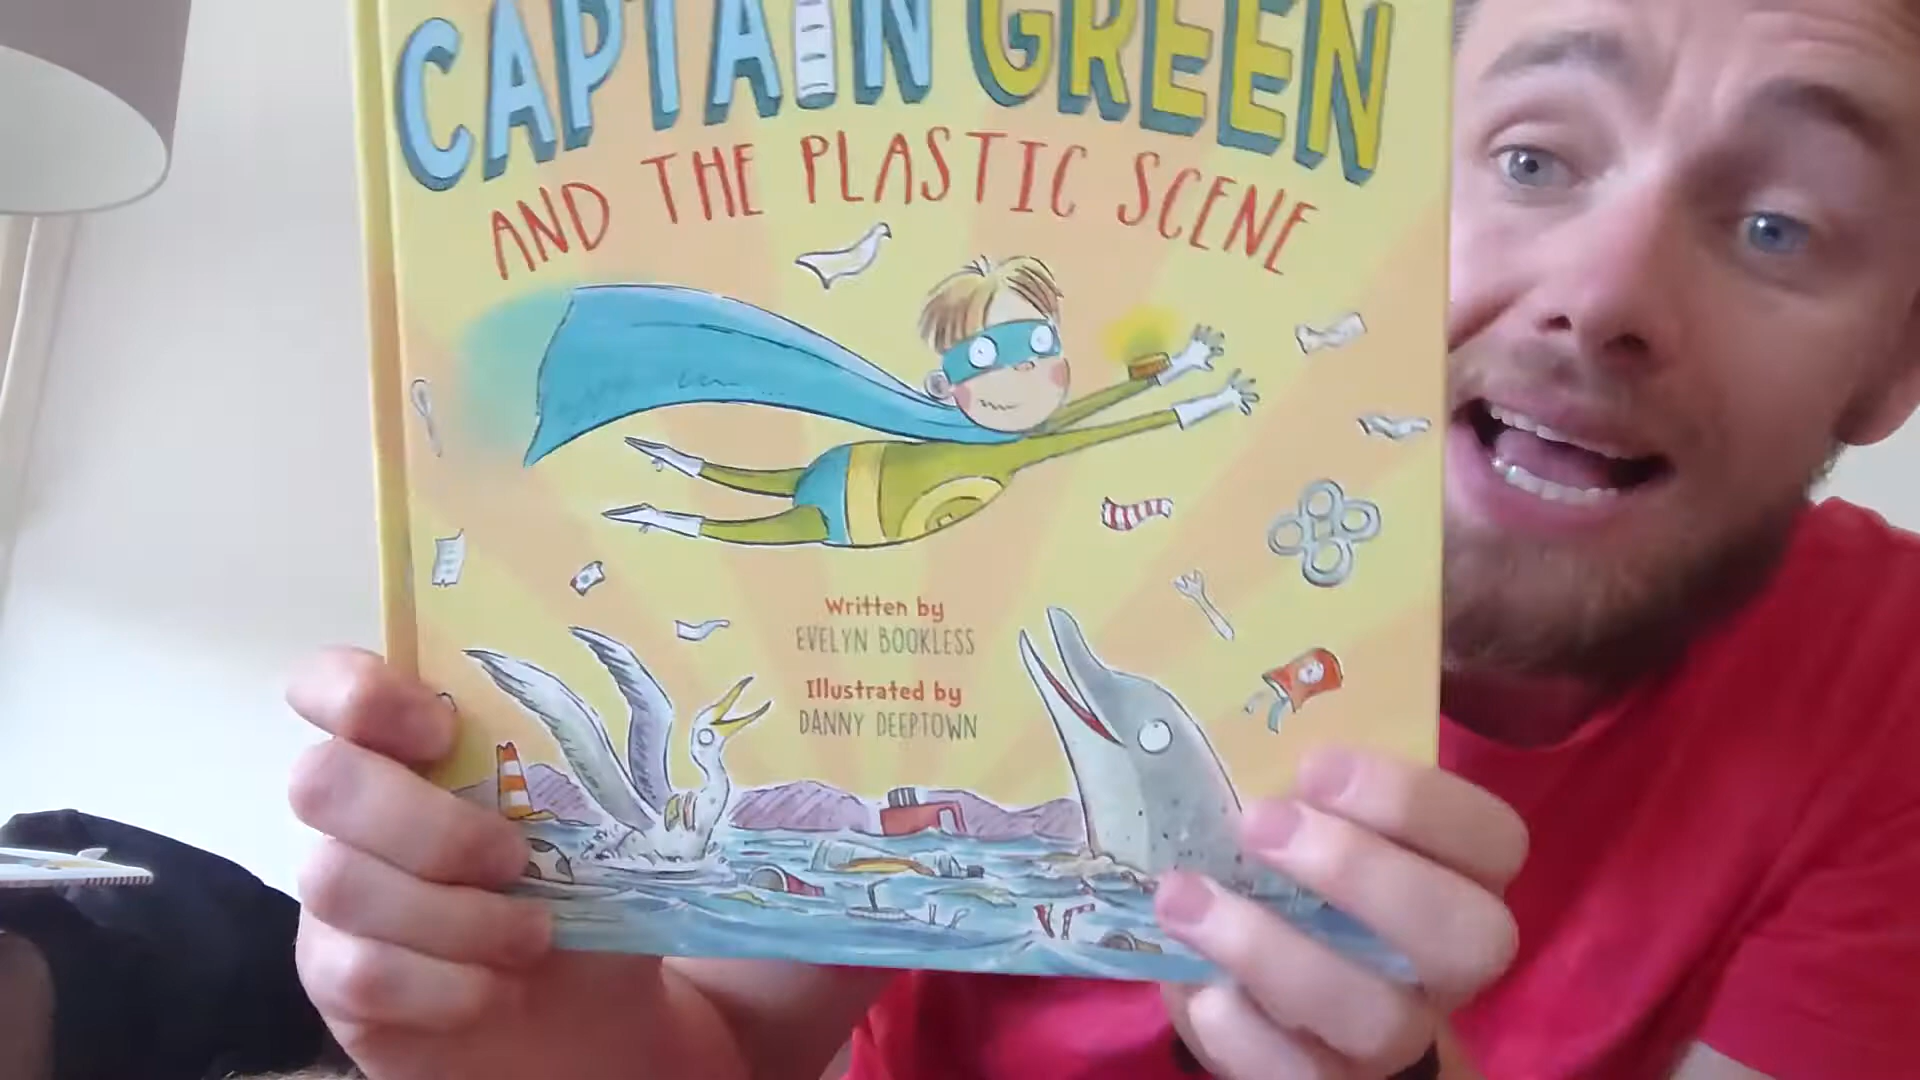 CAPTAIN GREEN
AND THE PLASTIC SCENE
Written by
EVELYN BOOKLESS
Illustrated by
DANNY DEEPTOWN